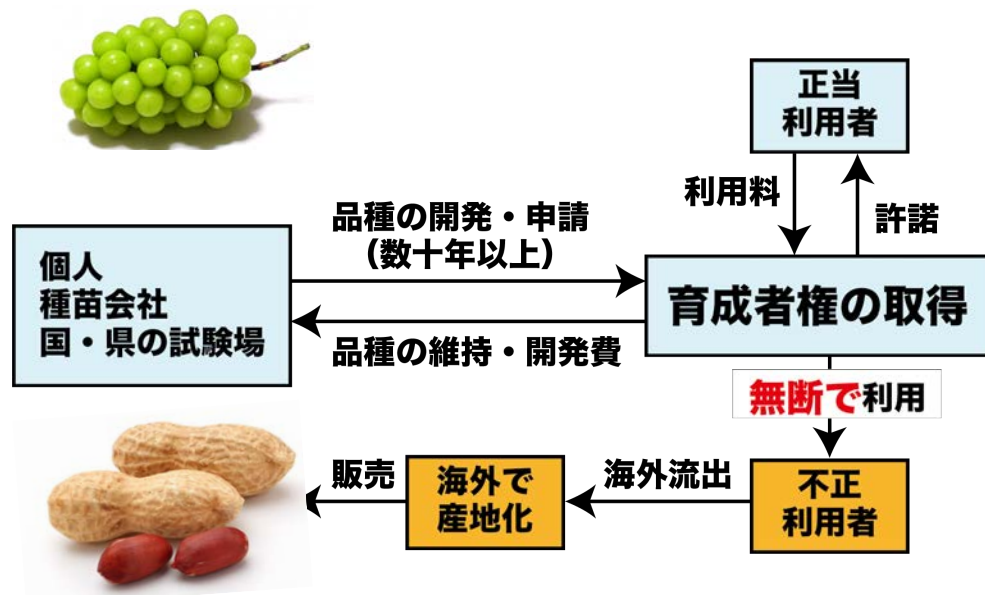 正当
利用者
利用料
許諾
品種の開発・申請
（数十年以上）
個人
種苗会社
国・県の試験場
育成者権の取得
品種の維持・開発費
無断で利用
販売
海外で
産地化
海外流出
不正
利用者